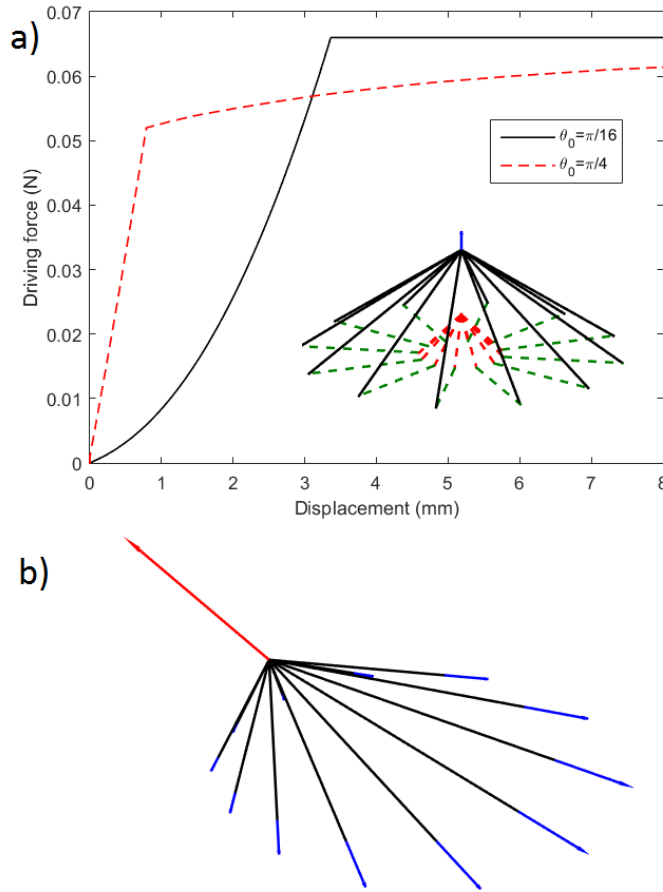 a)
0.07
0.06
0.05
0.04
0.03
0.02
0.01
0
Driving force (N)
θ₀=π/16
θ₀=π/4
0 1 2 3 4 5 6 7 8
Displacement (mm)
b)